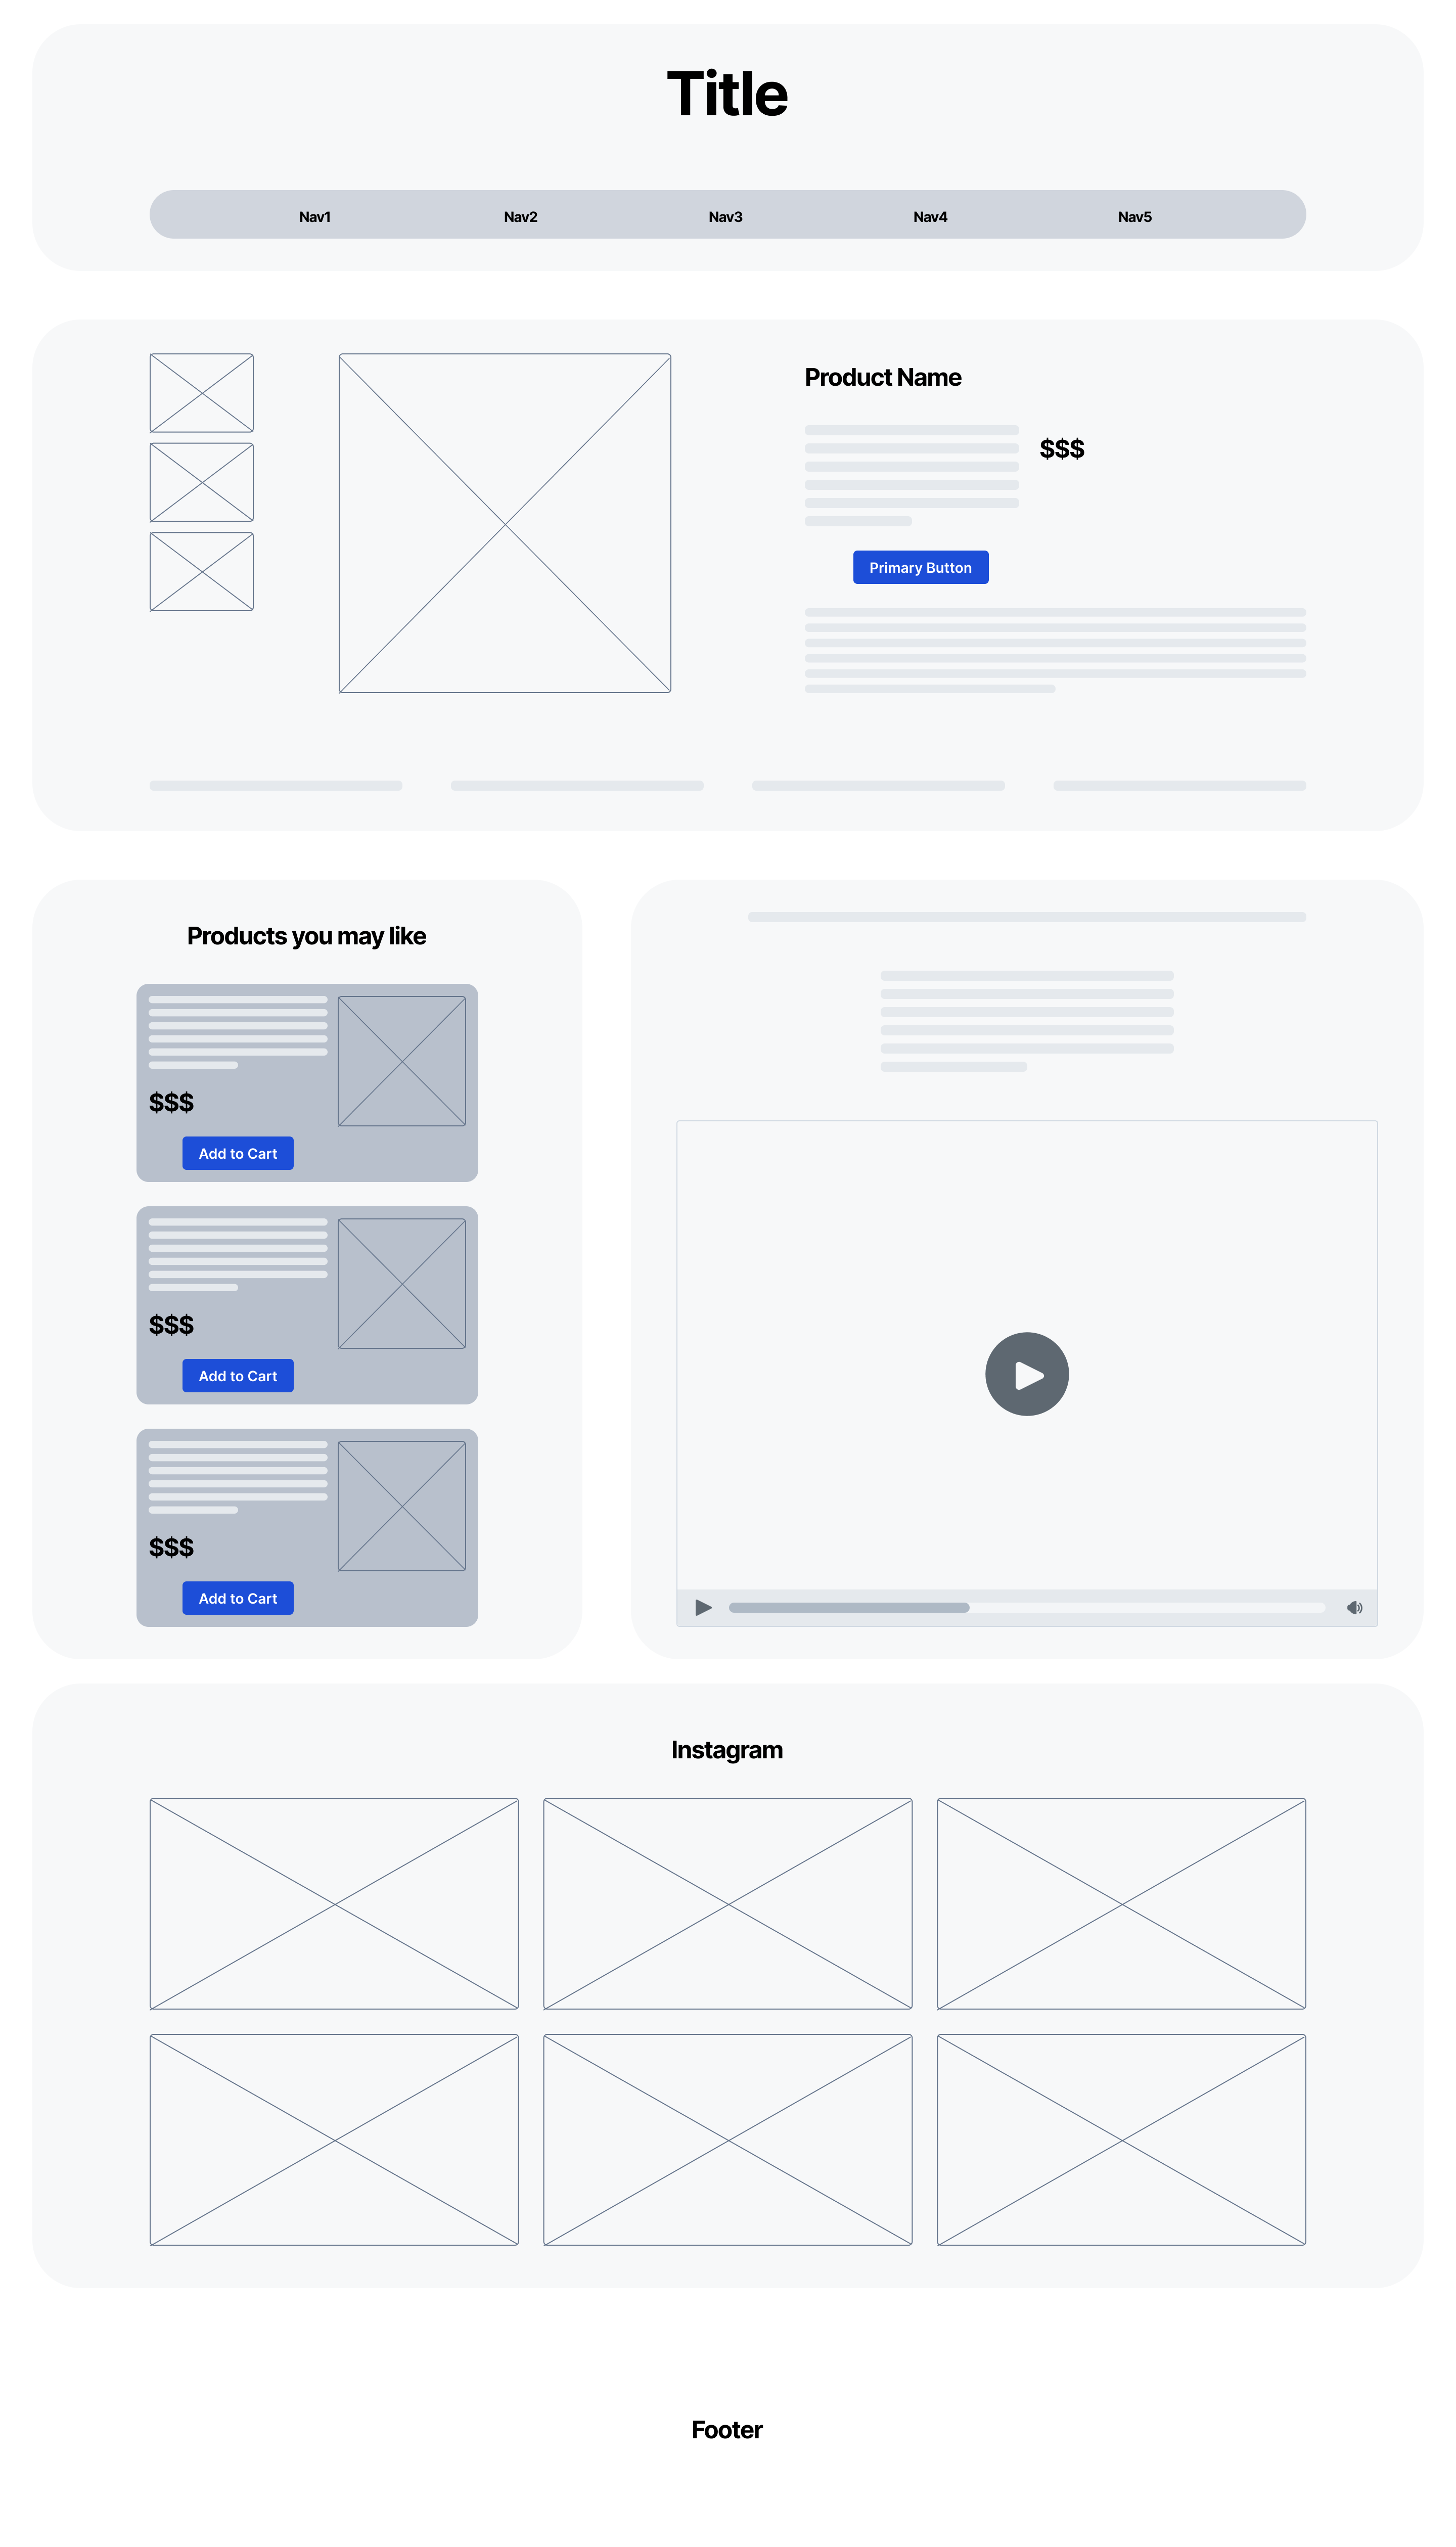 Title
Nav1 Nav2 Nav3 Nav4 Nav5
Product Name
$$$
Primary Button
Products you may like
$$$
Add to Cart
$$$
Add to Cart
$$$
Add to Cart
Instagram
Footer